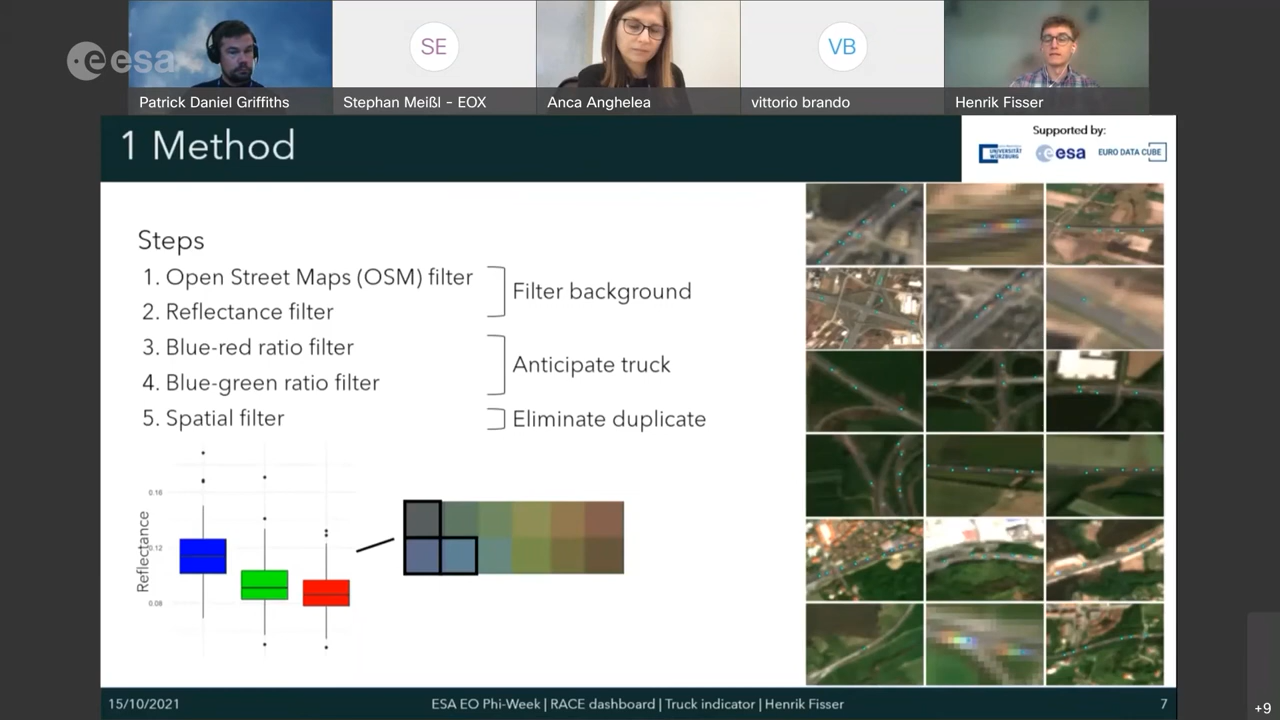 esa
SE
VB
Patrick Daniel Griffiths
Stephan Meißl - EOX
Anca Anghelea
vittorio brando
Henrik Fisser
1 Method
Supported by:
UNIVERSITÄT
WÜRZBURG
esa
EURO DATA CUBE
Steps
1. Open Street Maps (OSM) filter
2. Reflectance filter
Filter background
3. Blue-red ratio filter
4. Blue-green ratio filter
Anticipate truck
5. Spatial filter
Eliminate duplicate
Reflectance
0.16
0.12
0.08
15/10/2021
ESA EO Phi-Week | RACE dashboard | Truck indicator | Henrik Fisser
7
+9